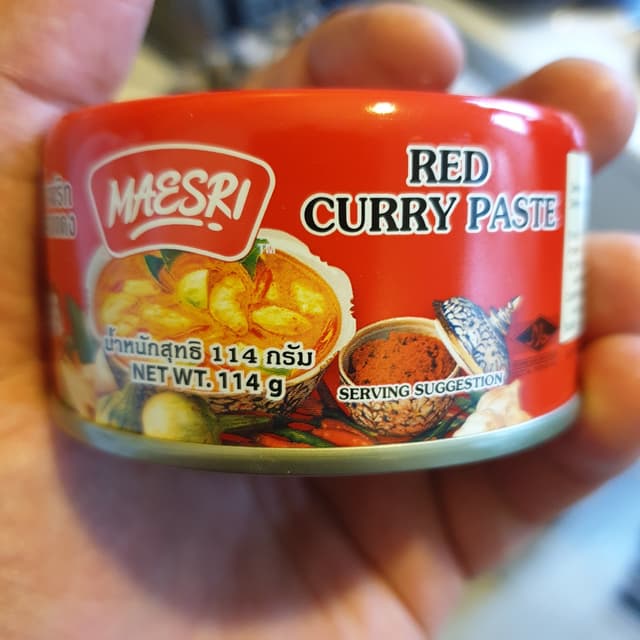 MAESRI
TM
RED
CURRY PASTE
น้ำหนักสุทธิ 114 กรัม
NET WT. 114 g
SERVING SUGGESTION